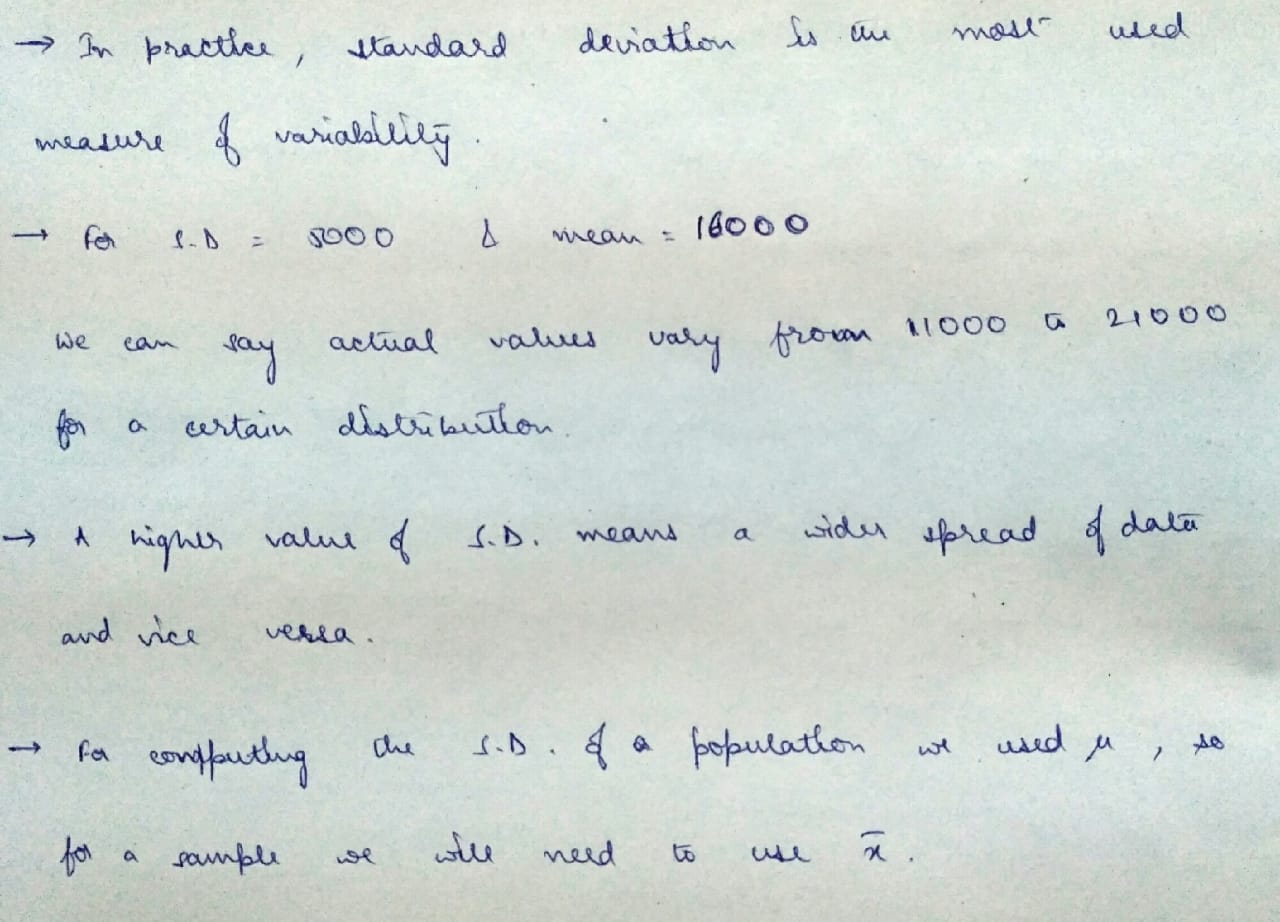 → In practice, standard deviation is the most used
measure of variability.
→ For S.D = 5000 & mean = 16000
we can say actual values vary from 11000 to 21000
for a certain distribution.
→ A higher value of S.D. means a wider spread of data
and vice versa.
→ For computing the S.D. of a population we used μ, so
for a sample we will need to use x̄.